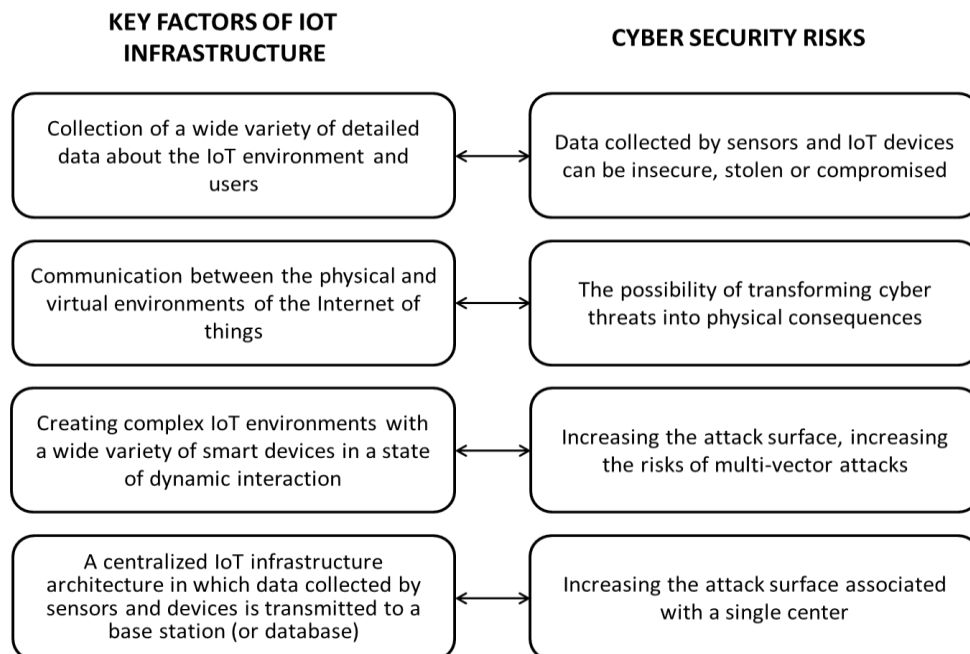 KEY FACTORS OF IOT
INFRASTRUCTURE
CYBER SECURITY RISKS
Collection of a wide variety of detailed
data about the IoT environment and
users
Data collected by sensors and IoT devices
can be insecure, stolen or compromised
Communication between the physical and
virtual environments of the Internet of
things
The possibility of transforming cyber
threats into physical consequences
Creating complex IoT environments with
a wide variety of smart devices in a state
of dynamic interaction
Increasing the attack surface, increasing
the risks of multi-vector attacks
A centralized IoT infrastructure
architecture in which data collected by
sensors and devices is transmitted to a
base station (or database)
Increasing the attack surface associated
with a single center